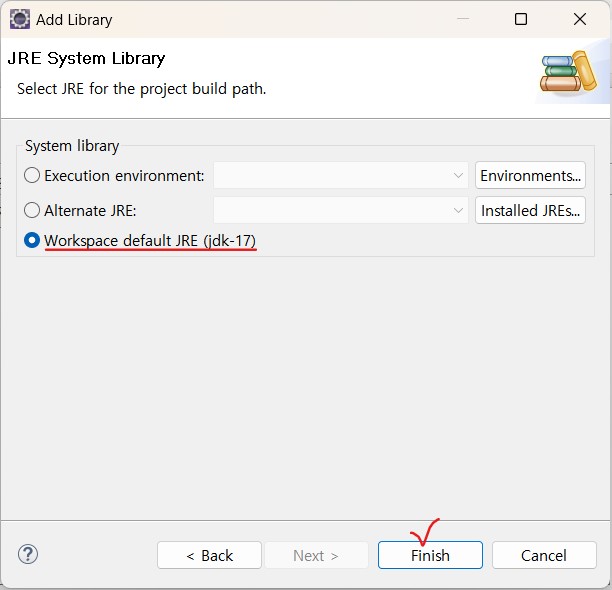 Add Library
JRE System Library
Select JRE for the project build path.
System library
Execution environment: Environments...
Alternate JRE: Installed JREs...
Workspace default JRE (jdk-17)
? < Back Next > Finish Cancel